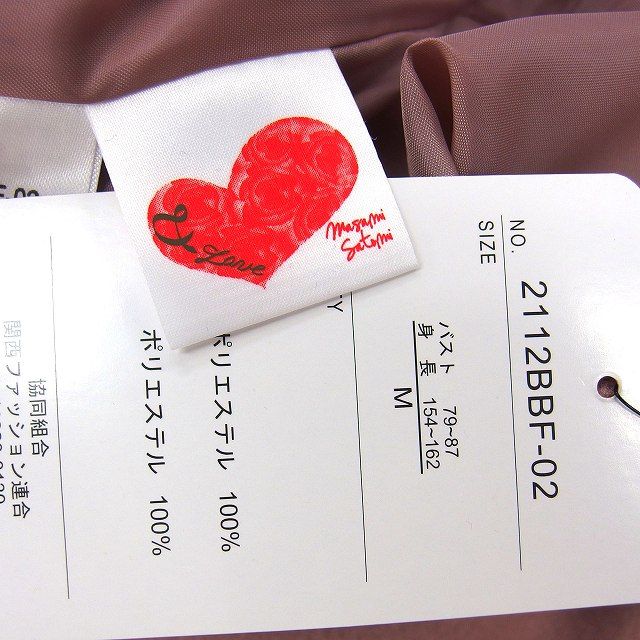 U Love
Masami
Satomi
NO. 2112BBF-02
SIZE
バスト 79~87
身長 154~162
M
ポリエステル 100%
ポリエステル 100%
協同組合
関西ファッション連合